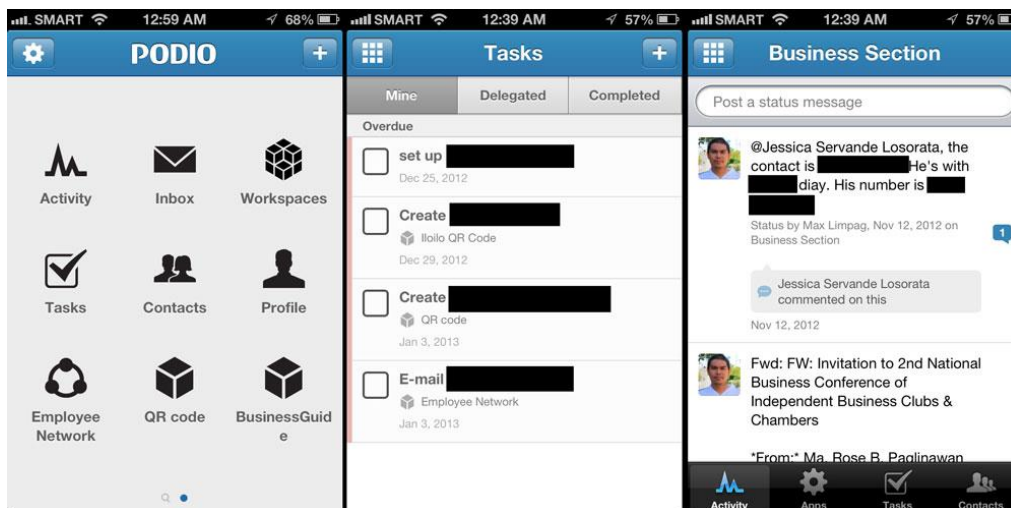 SMART 12:59 AM 68%
PODIO
Activity
Inbox
Workspaces
Tasks
Contacts
Profile
Employee
Network
QR code
BusinessGuid
e
SMART 12:39 AM 57%
Tasks
Mine Delegated Completed
Overdue
set up
Dec 25, 2012
Create
Iloilo QR Code
Dec 29, 2012
Create
QR code
Jan 3, 2013
E-mail
Employee Network
Jan 3, 2013
SMART 12:39 AM 57%
Business Section
Post a status message
@Jessica Servande Losorata, the
contact is He's with
diay. His number is
Status by Max Limpag, Nov 12, 2012 on
Business Section
1
Jessica Servande Losorata
commented on this
Nov 12, 2012
Fwd: FW: Invitation to 2nd National
Business Conference of
Independent Business Clubs &
Chambers
*From:* Ma. Rose B. Paglinawan
Activity Apps Tasks Contacts